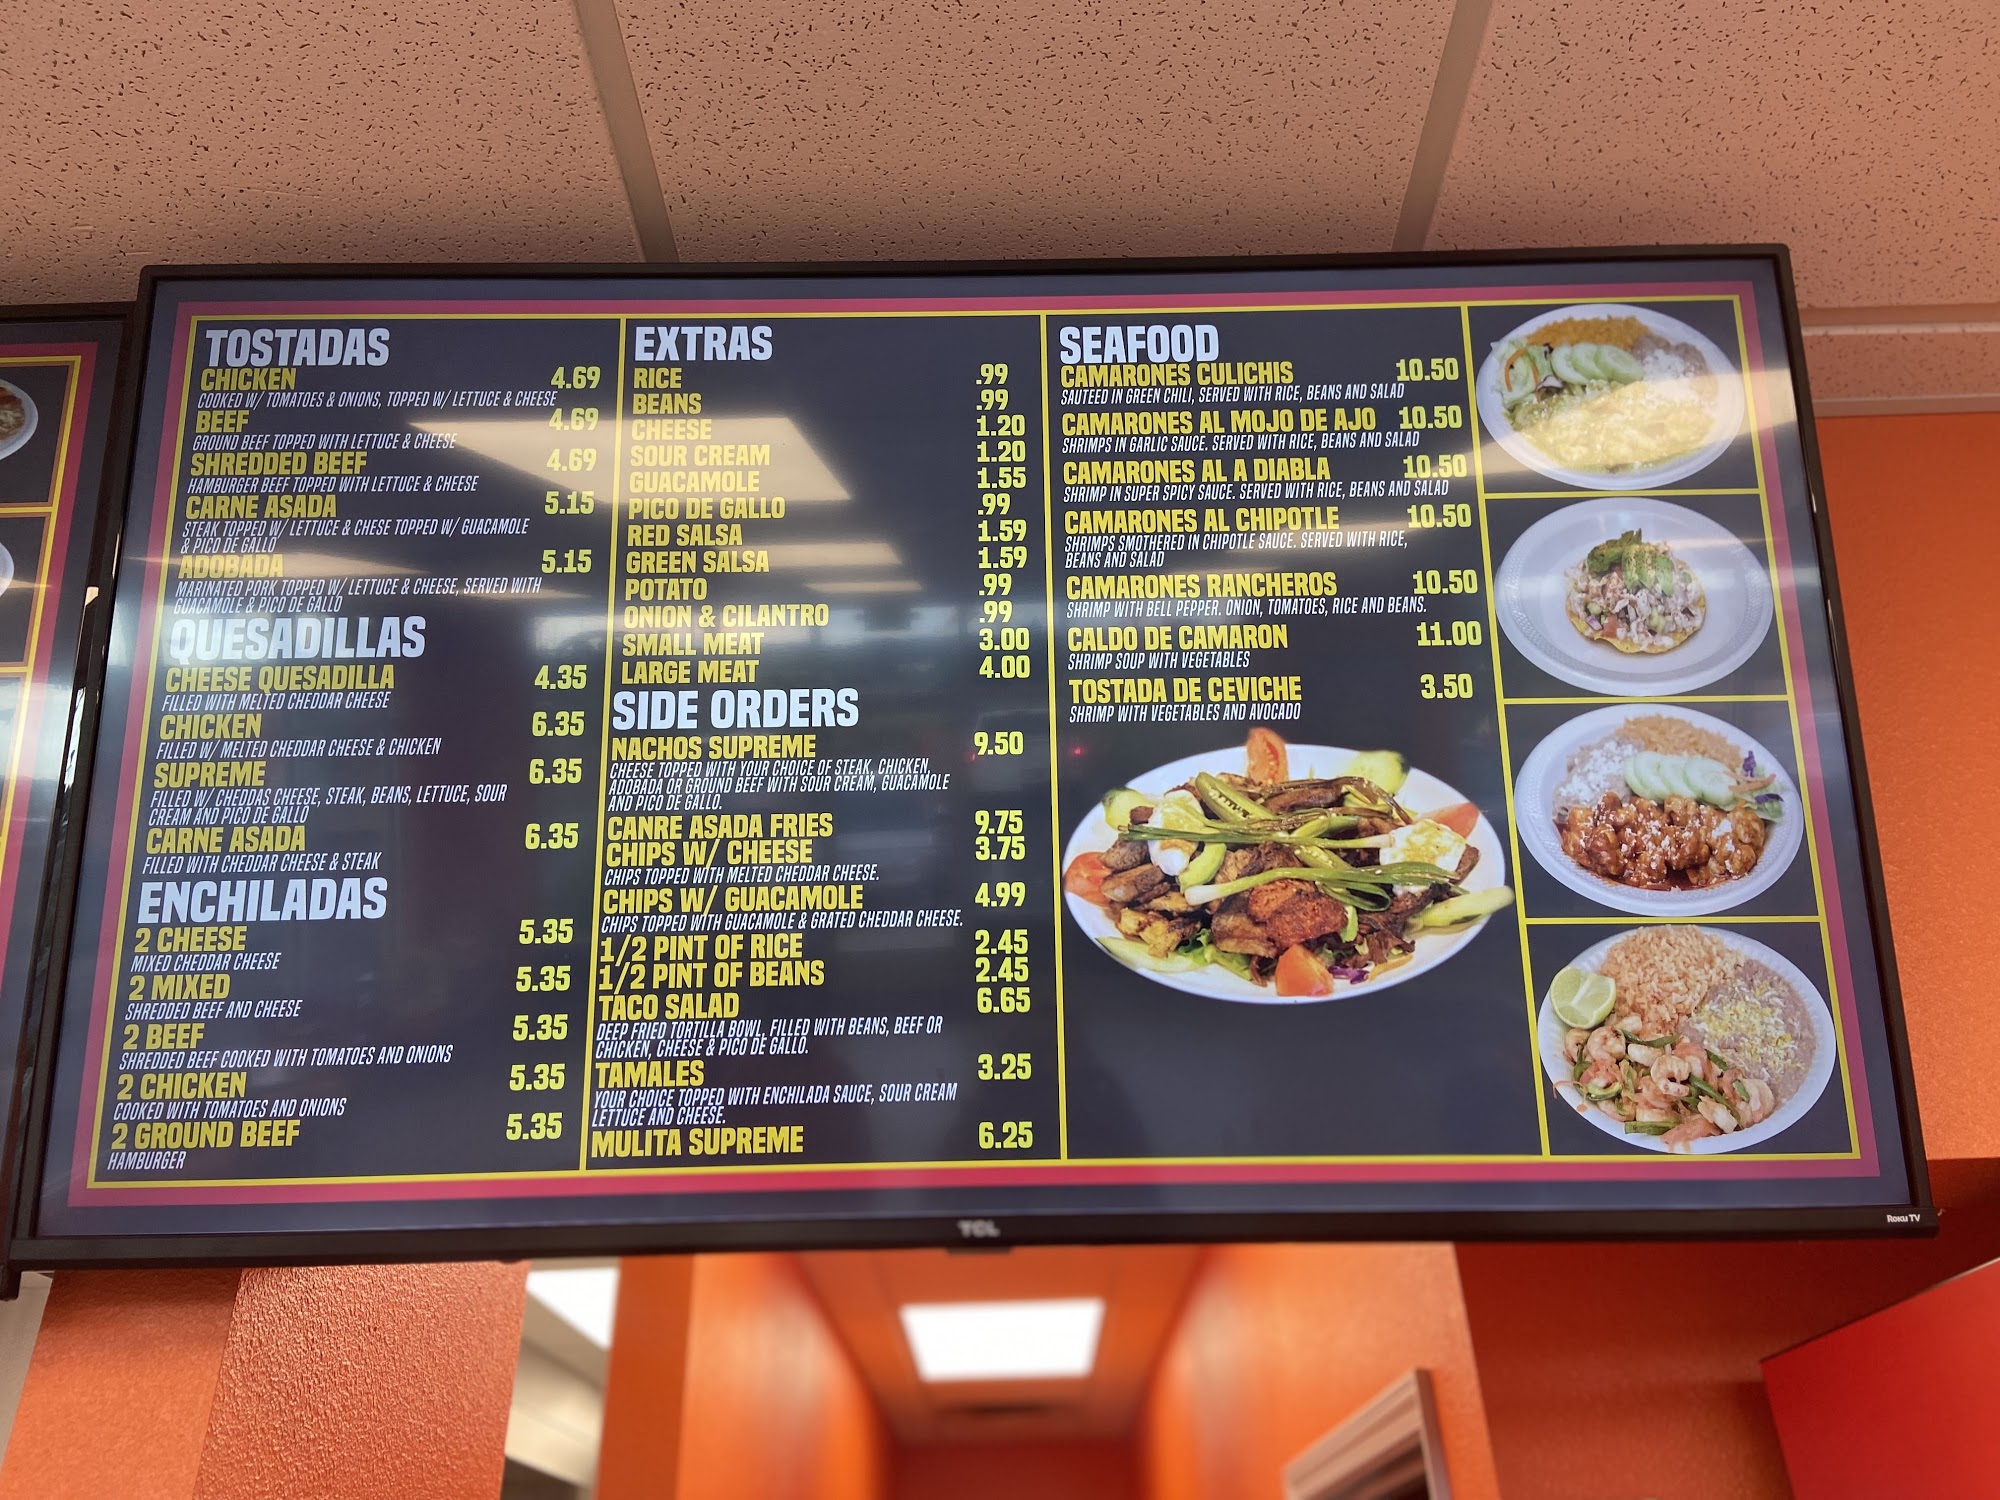 TOSTADAS
CHICKEN 4.69
COOKED W/ TOMATOES & ONIONS, TOPPED W/ LETTUCE & CHEESE
BEEF 4.69
GROUND BEEF TOPPED WITH LETTUCE & CHEESE
SHREDDED BEEF 4.69
HAMBURGER BEEF TOPPED WITH LETTUCE & CHEESE
CARNE ASADA 5.15
STEAK TOPPED W/ LETTUCE & CHESE TOPPED W/ GUACAMOLE
& PICO DE GALLO
ADOBADA 5.15
MARINATED PORK TOPPED W/ LETTUCE & CHEESE, SERVED WITH
GUACAMOLE & PICO DE GALLO
QUESADILLAS
CHEESE QUESADILLA 4.35
FILLED WITH MELTED CHEDDAR CHEESE
CHICKEN 6.35
FILLED W/ MELTED CHEDDAR CHEESE & CHICKEN
SUPREME 6.35
FILLED W/ CHEDDAS CHEESE, STEAK, BEANS, LETTUCE, SOUR
CREAM AND PICO DE GALLO
CARNE ASADA 6.35
FILLED WITH CHEDDAR CHEESE & STEAK
ENCHILADAS
2 CHEESE 5.35
MIXED CHEDDAR CHEESE
2 MIXED 5.35
SHREDDED BEEF AND CHEESE
2 BEEF 5.35
SHREDDED BEEF COOKED WITH TOMATOES AND ONIONS
2 CHICKEN 5.35
COOKED WITH TOMATOES AND ONIONS
2 GROUND BEEF 5.35
HAMBURGER
EXTRAS
RICE .99
BEANS .99
CHEESE 1.20
SOUR CREAM 1.20
GUACAMOLE 1.55
PICO DE GALLO .99
RED SALSA 1.59
GREEN SALSA 1.59
POTATO .99
ONION & CILANTRO .99
SMALL MEAT 3.00
LARGE MEAT 4.00
SIDE ORDERS
NACHOS SUPREME 9.50
CHEESE TOPPED WITH YOUR CHOICE OF STEAK, CHICKEN,
ADOBADA OR GROUND BEEF WITH SOUR CREAM, GUACAMOLE
AND PICO DE GALLO.
CANRE ASADA FRIES 9.75
CHIPS W/ CHEESE 3.75
CHIPS TOPPED WITH MELTED CHEDDAR CHEESE.
CHIPS W/ GUACAMOLE 4.99
CHIPS TOPPED WITH GUACAMOLE & GRATED CHEDDAR CHEESE.
1/2 PINT OF RICE 2.45
1/2 PINT OF BEANS 2.45
TACO SALAD 6.65
DEEP FRIED TORTILLA BOWL, FILLED WITH BEANS, BEEF OR
CHICKEN, CHEESE & PICO DE GALLO.
TAMALES 3.25
YOUR CHOICE TOPPED WITH ENCHILADA SAUCE, SOUR CREAM
LETTUCE AND CHEESE.
MULITA SUPREME 6.25
SEAFOOD
CAMARONES CULICHIS 10.50
SAUTEED IN GREEN CHILI, SERVED WITH RICE, BEANS AND SALAD
CAMARONES AL MOJO DE AJO 10.50
SHRIMPS IN GARLIC SAUCE. SERVED WITH RICE, BEANS AND SALAD
CAMARONES AL A DIABLA 10.50
SHRIMP IN SUPER SPICY SAUCE. SERVED WITH RICE, BEANS AND SALAD
CAMARONES AL CHIPOTLE 10.50
SHRIMPS SMOTHERED IN CHIPOTLE SAUCE. SERVED WITH RICE,
BEANS AND SALAD
CAMARONES RANCHEROS 10.50
SHRIMP WITH BELL PEPPER. ONION, TOMATOES, RICE AND BEANS.
CALDO DE CAMARON 11.00
SHRIMP SOUP WITH VEGETABLES
TOSTADA DE CEVICHE 3.50
SHRIMP WITH VEGETABLES AND AVOCADO
TCL
Roku TV